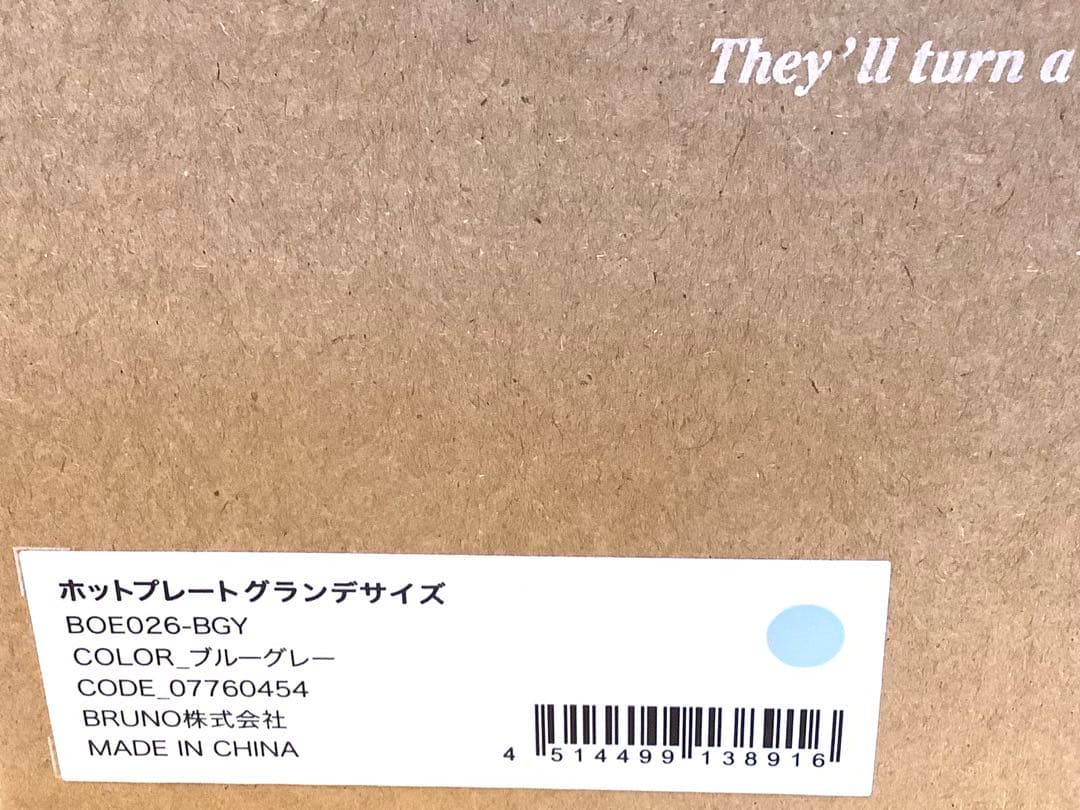 They'll turn a
ホットプレートグランデサイズ
BOE026-BGY
COLOR_ブルーグレー
CODE_07760454
BRUNO株式会社
MADE IN CHINA
4 514499 138916